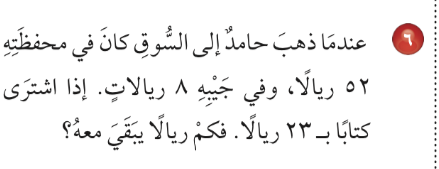 ٦ عندمَا ذهبَ حامدٌ إلى السُّوقِ كانَ في محفظَتِهِ
٥٢ ريالًا، وفي جَيْبِهِ ٨ ريالاتٍ. إذا اشترَى
كتابًا بـ ٢٣ ريالًا. فكمْ ريالًا يبَقَيَ معهُ؟